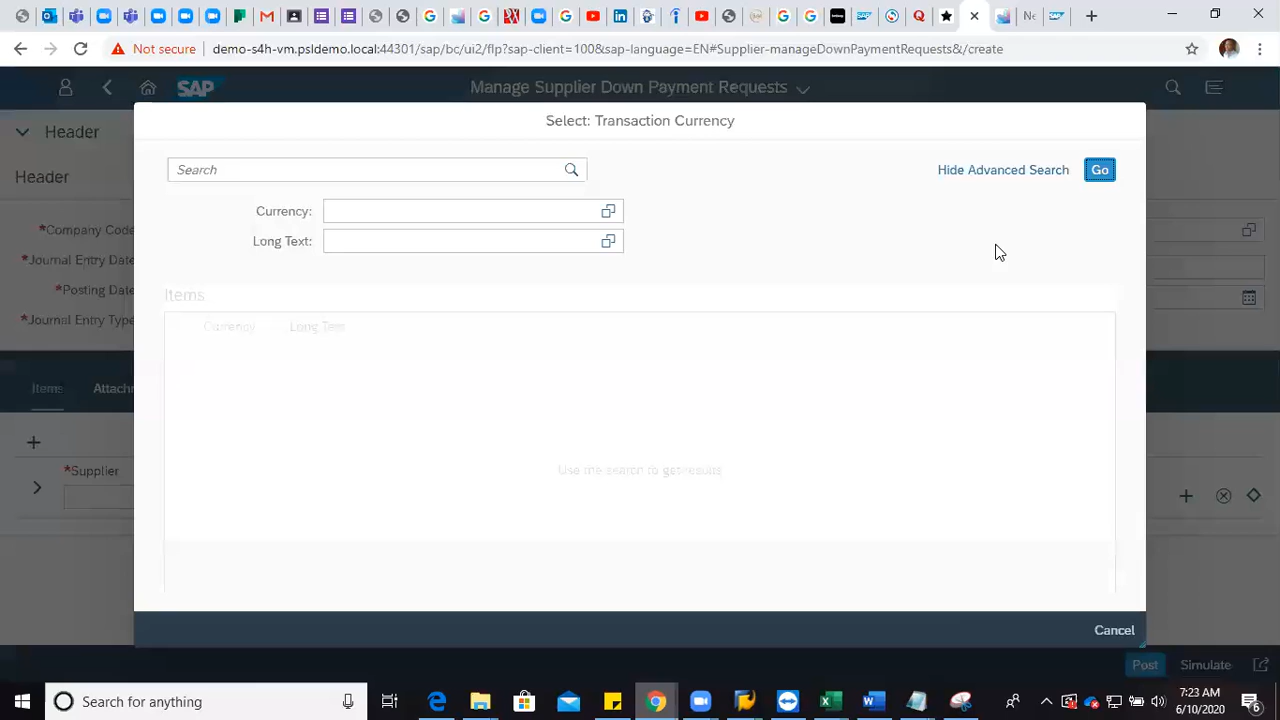 Not secure
demo-s4h-vm.psldemo.local:44301/sap/bc/ui2/flp?sap-client=100&sap-language=EN#Supplier-manageDownPaymentRequests&/create
SAP
Manage Supplier Down Payment Requests
Header
Select: Transaction Currency
Header
Search
Hide Advanced Search
Go
*Company Code
Currency:
*Journal Entry Date
Long Text:
*Posting Date
Items
*Journal Entry Type
Currency
Long Text
Items
Attachm
Use the search to get results
*Supplier
Cancel
Post
Simulate
Search for anything
7:23 AM
6/10/2020
6